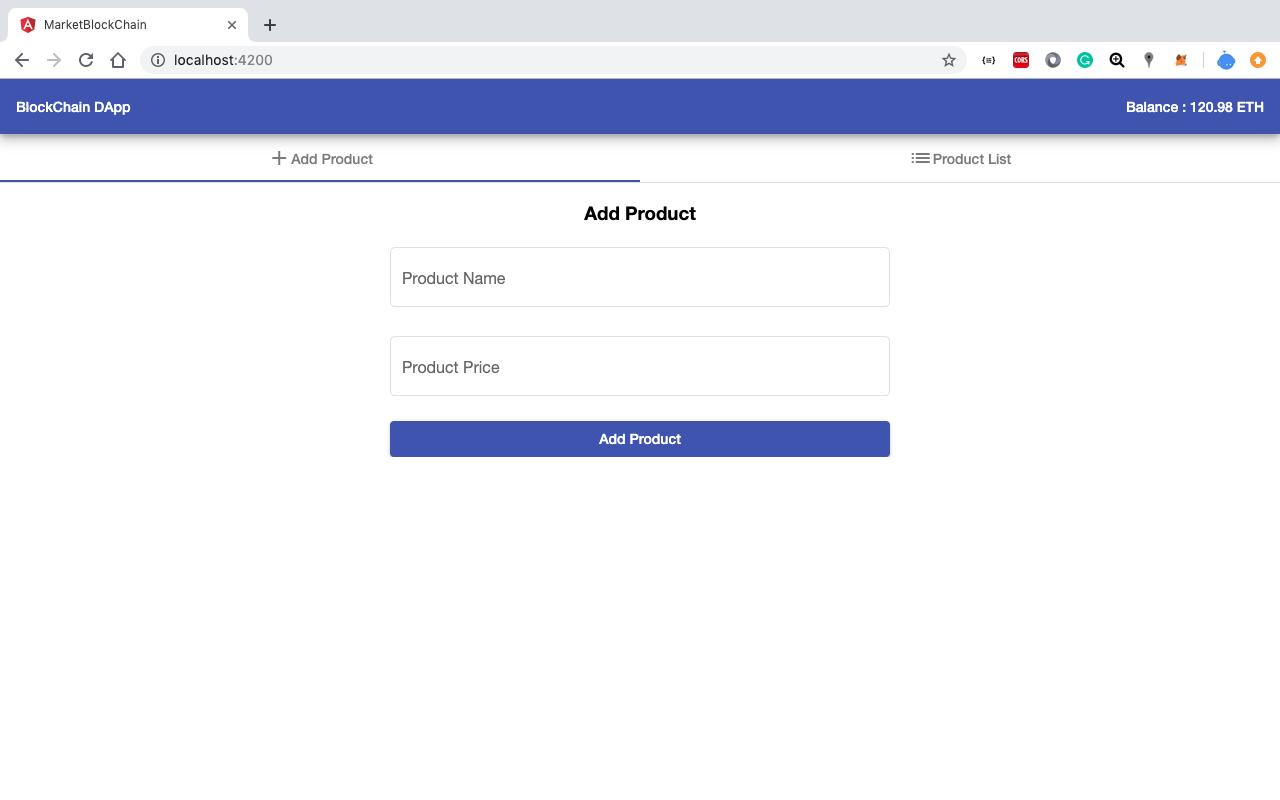 MarketBlockChain
localhost:4200
{≡}
CORS
BlockChain DApp
Balance : 120.98 ETH
Add Product
Product List
Add Product
Product Name
Product Price
Add Product